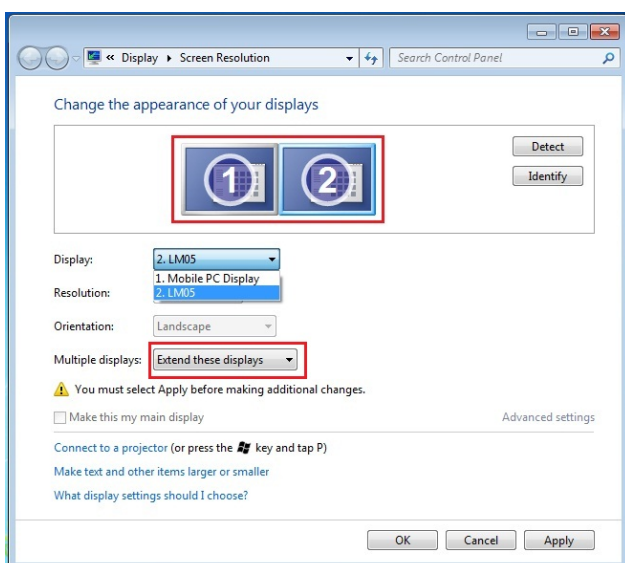 « Display ▸ Screen Resolution
Search Control Panel
Change the appearance of your displays
1 2
Detect
Identify
Display: 2. LM05
1. Mobile PC Display
2. LM05
Resolution:
Orientation: Landscape
Multiple displays: Extend these displays
You must select Apply before making additional changes.
Make this my main display
Advanced settings
Connect to a projector (or press the key and tap P)
Make text and other items larger or smaller
What display settings should I choose?
OK Cancel Apply